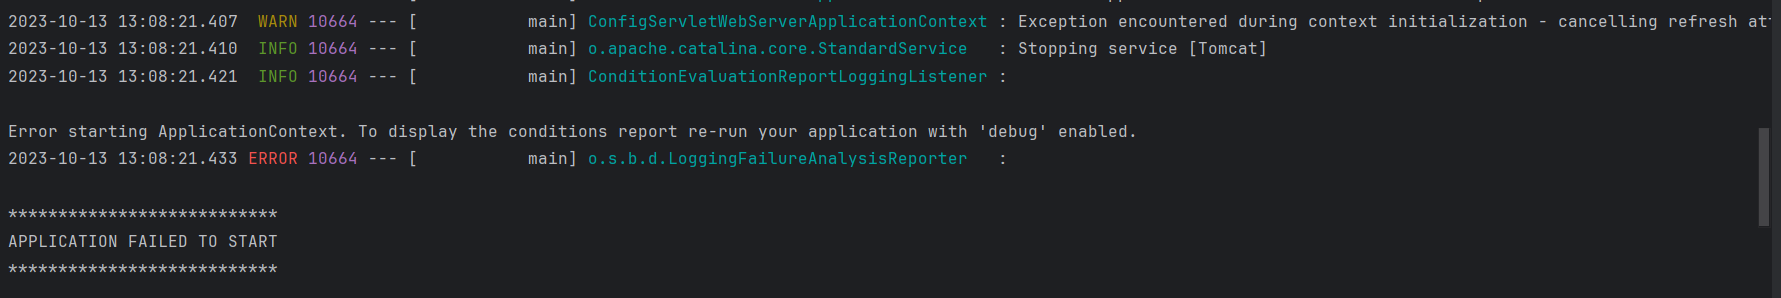 2023-10-13 13:08:21.407  WARN 10664 --- [           main] ConfigServletWebServerApplicationContext : Exception encountered during context initialization - cancelling refresh
2023-10-13 13:08:21.410  INFO 10664 --- [           main] o.apache.catalina.core.StandardService   : Stopping service [Tomcat]
2023-10-13 13:08:21.421  INFO 10664 --- [           main] ConditionEvaluationReportLoggingListener :
Error starting ApplicationContext. To display the conditions report re-run your application with 'debug' enabled.
2023-10-13 13:08:21.433 ERROR 10664 --- [           main] o.s.b.d.LoggingFailureAnalysisReporter   :
***************************
APPLICATION FAILED TO START
***************************